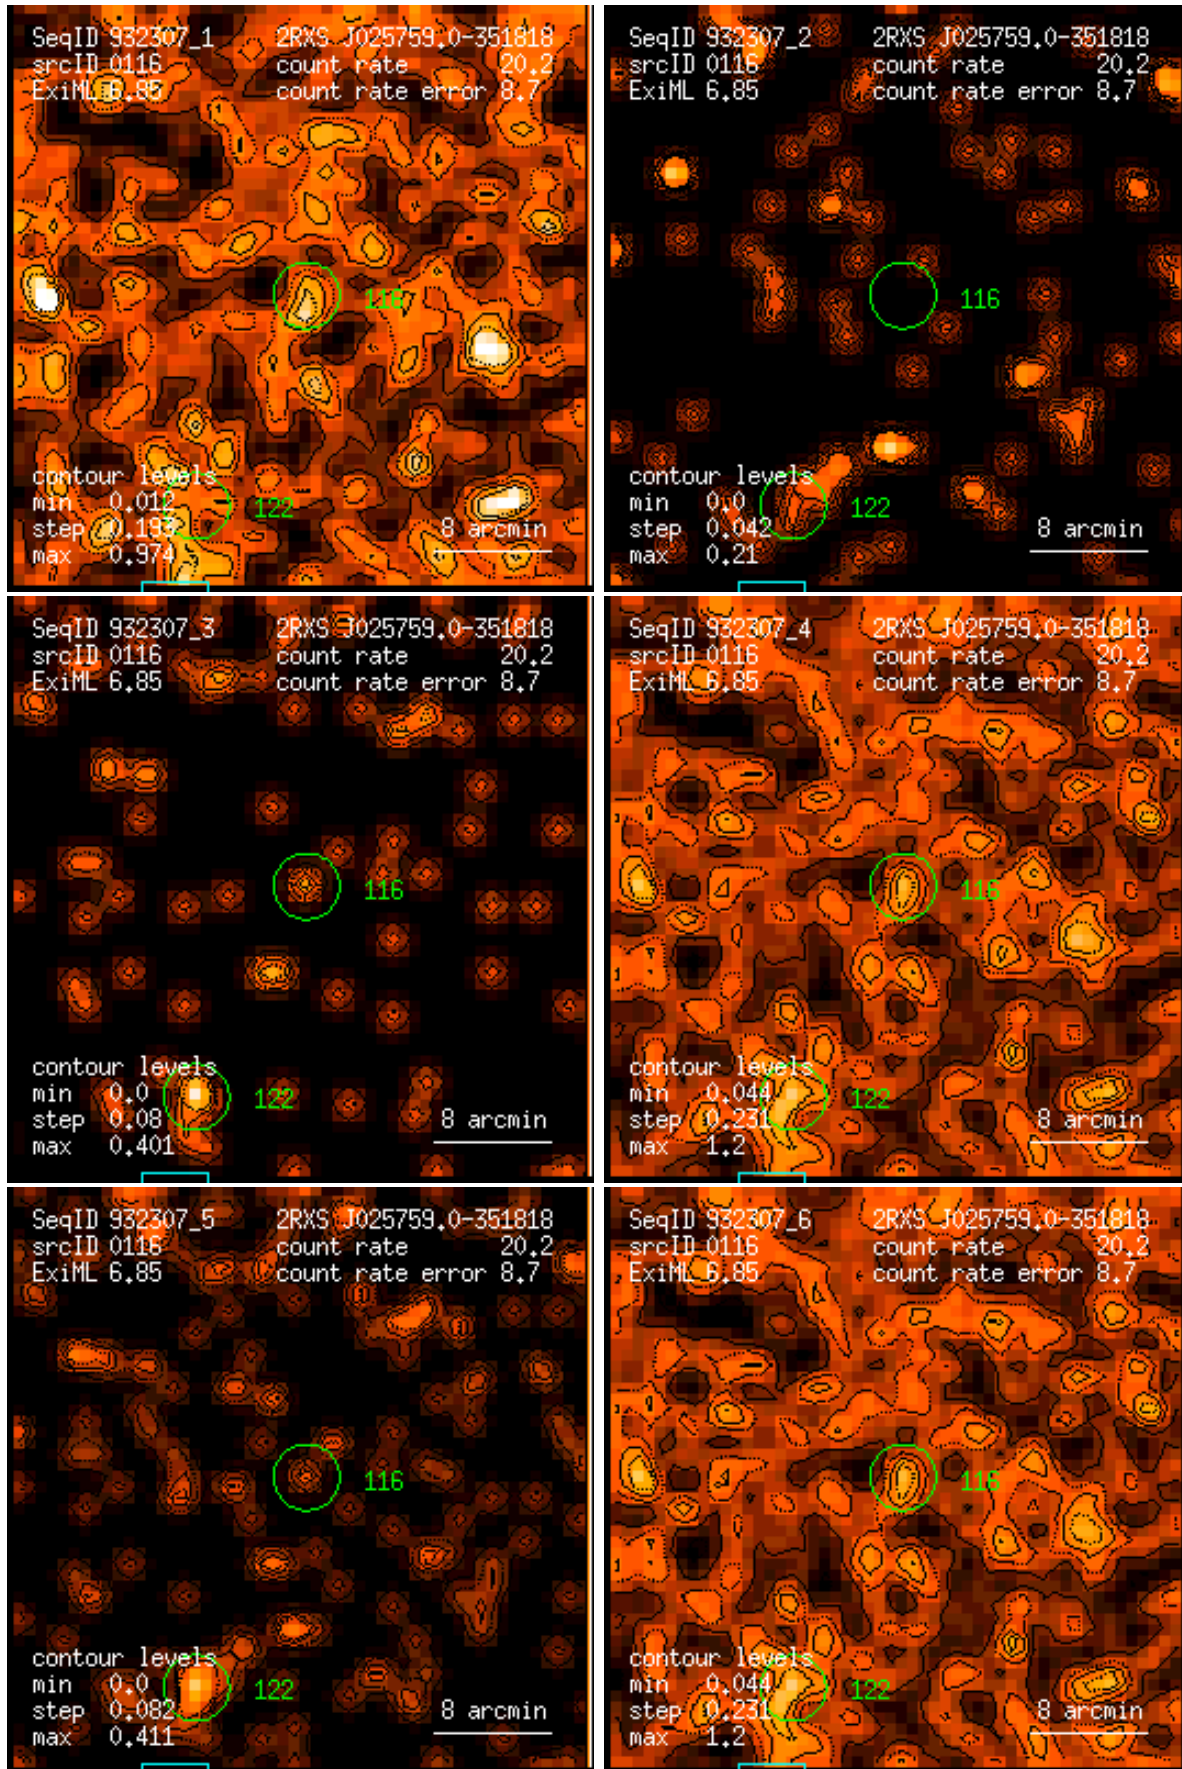 SeqID 932307_1 2RXS J025759.0-351818
srcID 0116 count rate 20.2
ExiML 6.85 count rate error 8.7
116
contour levels
min 0.012
122
step 0.193
8 arcmin
max 0.974
SeqID 932307_2 2RXS J025759.0-351818
srcID 0116 count rate 20.2
ExiML 6.85 count rate error 8.7
116
contour levels
min 0.0
122
step 0.042
8 arcmin
max 0.21
SeqID 932307_3 2RXS J025759.0-351818
srcID 0116 count rate 20.2
ExiML 6.85 count rate error 8.7
116
contour levels
min 0.0
122
step 0.08
8 arcmin
max 0.401
SeqID 932307_4 2RXS J025759.0-351818
srcID 0116 count rate 20.2
ExiML 6.85 count rate error 8.7
116
contour levels
min 0.044
122
step 0.231
8 arcmin
max 1.2
SeqID 932307_5 2RXS J025759.0-351818
srcID 0116 count rate 20.2
ExiML 6.85 count rate error 8.7
116
contour levels
min 0.0
122
step 0.082
8 arcmin
max 0.411
SeqID 932307_6 2RXS J025759.0-351818
srcID 0116 count rate 20.2
ExiML 6.85 count rate error 8.7
116
contour levels
min 0.044
122
step 0.231
8 arcmin
max 1.2